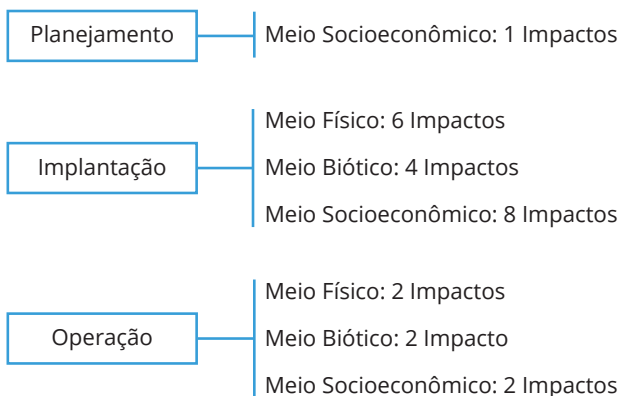 Planejamento
Meio Socioeconômico: 1 Impactos
Implantação
Meio Físico: 6 Impactos
Meio Biótico: 4 Impactos
Meio Socioeconômico: 8 Impactos
Operação
Meio Físico: 2 Impactos
Meio Biótico: 2 Impacto
Meio Socioeconômico: 2 Impactos